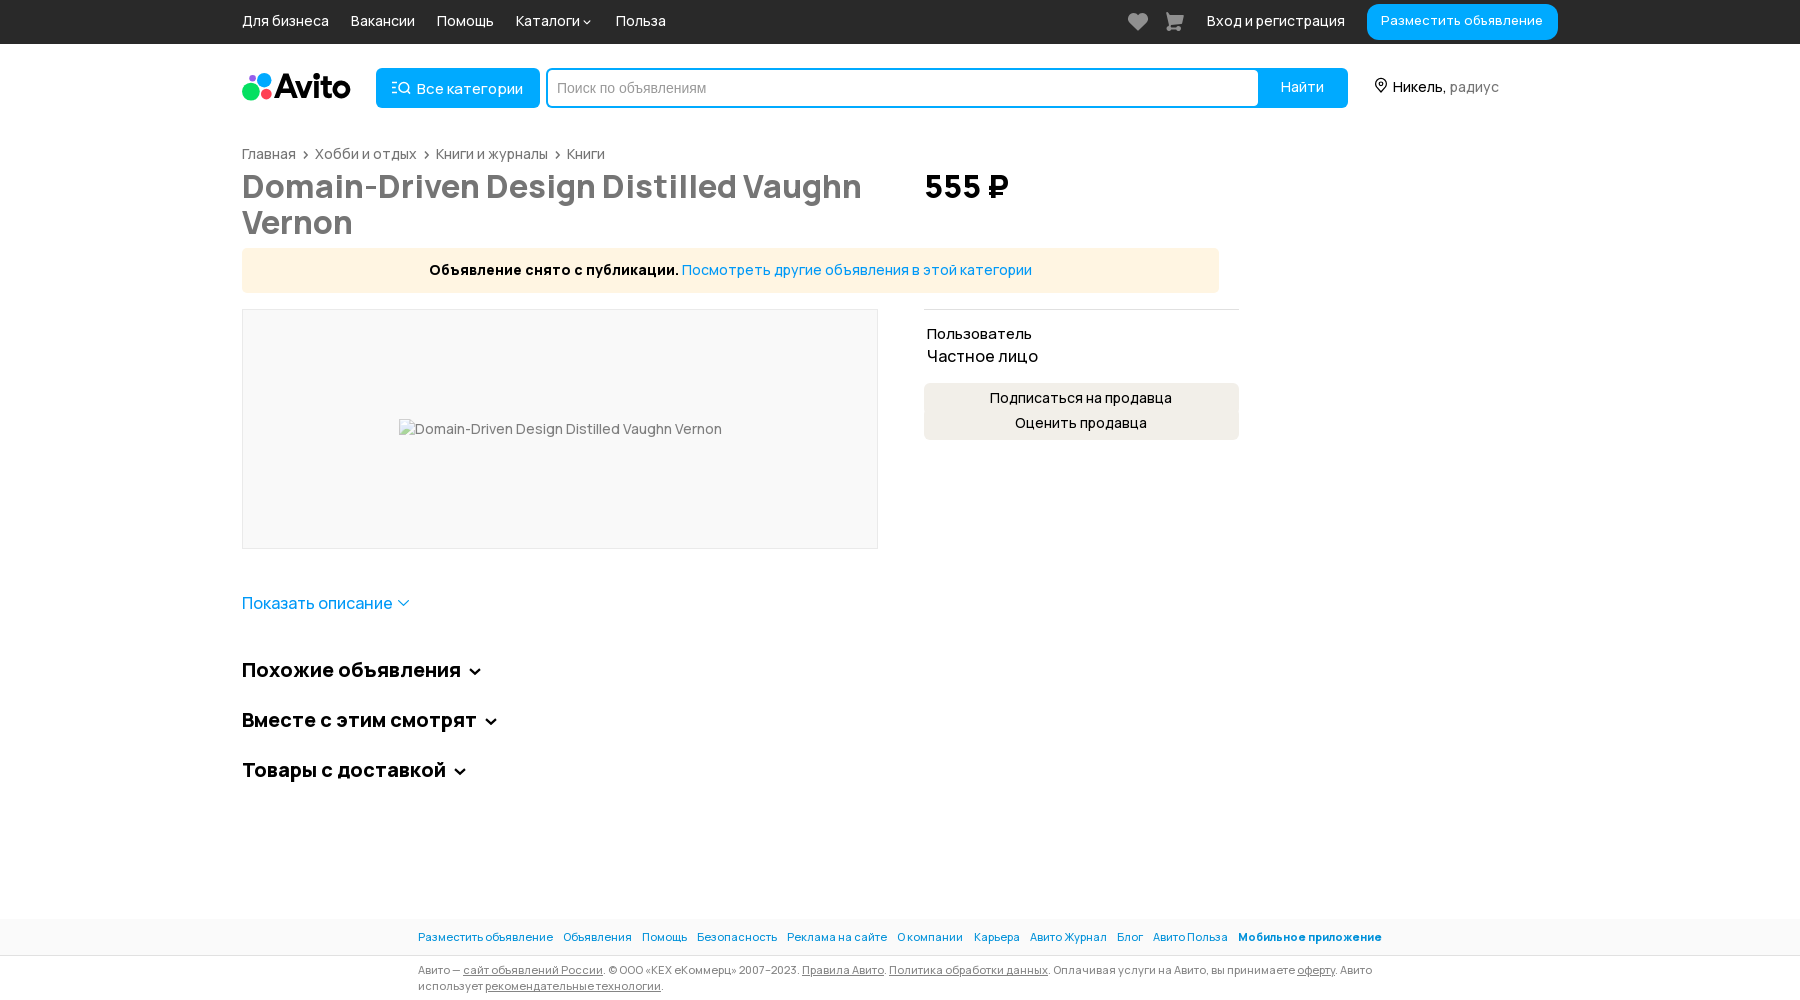 Для бизнеса Вакансии Помощь Каталоги Польза Вход и регистрация Разместить объявление
Avito Все категории Поиск по объявлениям Найти Никель, радиус
Главная Хобби и отдых Книги и журналы Книги
Domain-Driven Design Distilled Vaughn
Vernon
555 ₽
Объявление снято с публикации. Посмотреть другие объявления в этой категории
Domain-Driven Design Distilled Vaughn Vernon
Пользователь
Частное лицо
Подписаться на продавца
Оценить продавца
Показать описание
Похожие объявления
Вместе с этим смотрят
Товары с доставкой
Разместить объявление Объявления Помощь Безопасность Реклама на сайте О компании Карьера Авито Журнал Блог Авито Польза Мобильное приложение
Авито — сайт объявлений России. © ООО «КЕХ еКоммерц» 2007–2023. Правила Авито. Политика обработки данных. Оплачивая услуги на Авито, вы принимаете оферту. Авито
использует рекомендательные технологии.